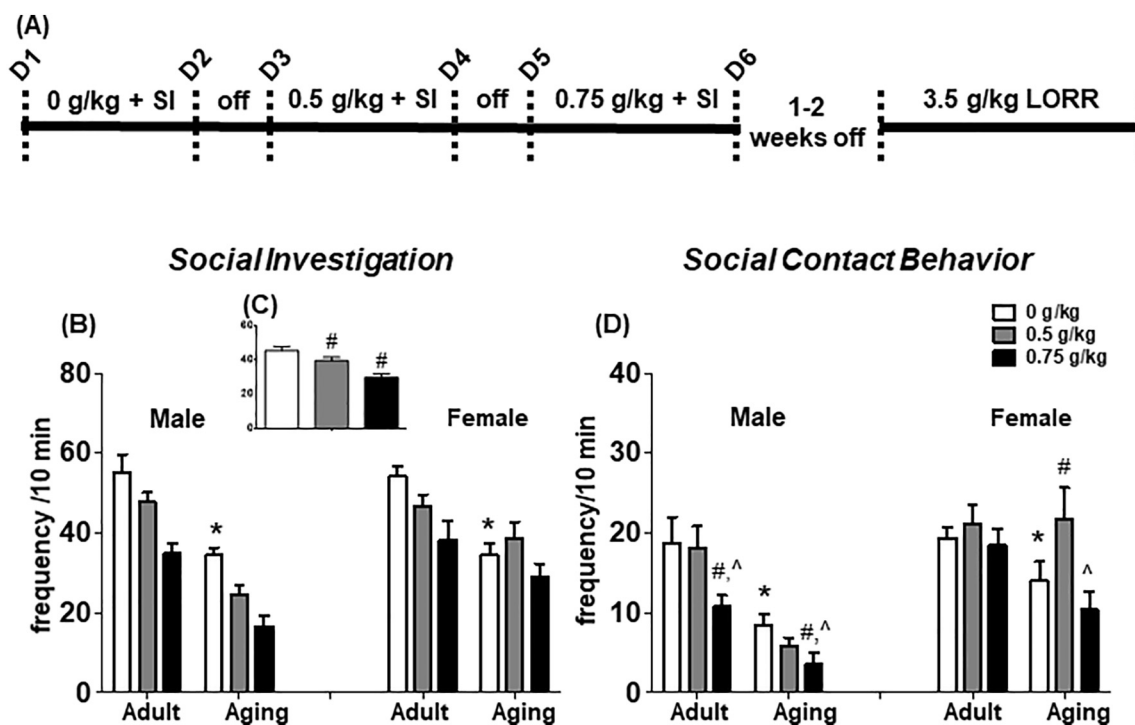 (A)
D1 D2 D3 D4 D5 D6
0 g/kg + SI off 0.5 g/kg + SI off 0.75 g/kg + SI 1-2 weeks off 3.5 g/kg LORR
Social Investigation
Social Contact Behavior
(B)
(C)
60
40
20
0
# #
80
60
40
20
0
frequency /10 min
Male
Female
* *
Adult Aging Adult Aging
(D)
0 g/kg
0.5 g/kg
0.75 g/kg
40
30
20
10
0
frequency/10 min
Male
Female
#,^ * #,^ * # ^
Adult Aging Adult Aging